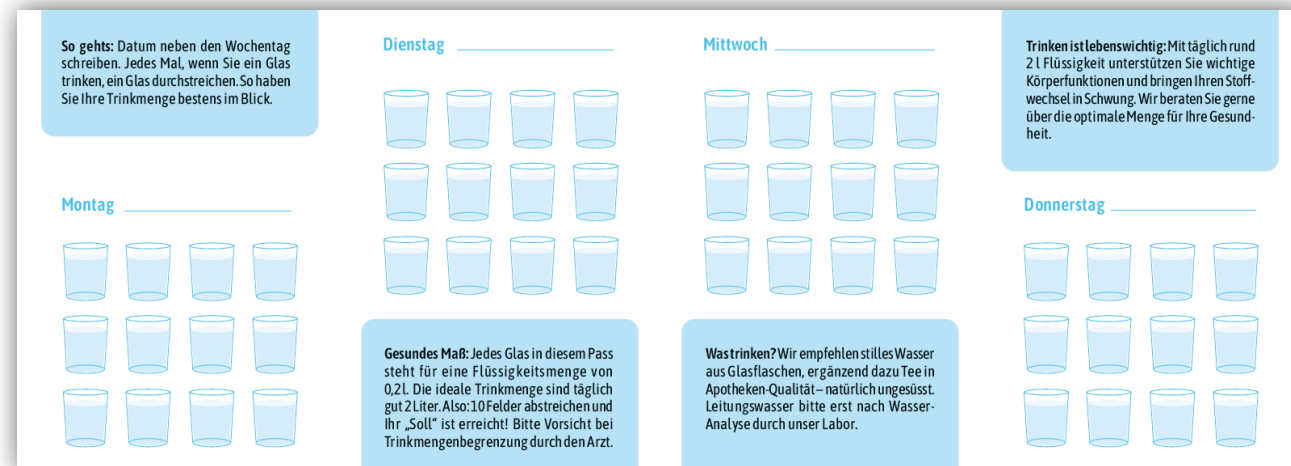 So gehts: Datum neben den Wochentag
schreiben. Jedes Mal, wenn Sie ein Glas
trinken, ein Glas durchstreichen. So haben
Sie Ihre Trinkmenge bestens im Blick.
Montag
Dienstag
Gesundes Maß: Jedes Glas in diesem Pass
steht für eine Flüssigkeitsmenge von
0,2l. Die ideale Trinkmenge sind täglich
gut 2 Liter. Also: 10 Felder abstreichen und
Ihr „Soll“ ist erreicht! Bitte Vorsicht bei
Trinkmengenbegrenzung durch den Arzt.
Mittwoch
Was trinken? Wir empfehlen stilles Wasser
aus Glasflaschen, ergänzend dazu Tee in
Apotheken-Qualität – natürlich ungesüsst.
Leitungswasser bitte erst nach Wasser-
Analyse durch unser Labor.
Trinken ist lebenswichtig: Mit täglich rund
2 l Flüssigkeit unterstützen Sie wichtige
Körperfunktionen und bringen Ihren Stoff-
wechsel in Schwung. Wir beraten Sie gerne
über die optimale Menge für Ihre Gesund-
heit.
Donnerstag